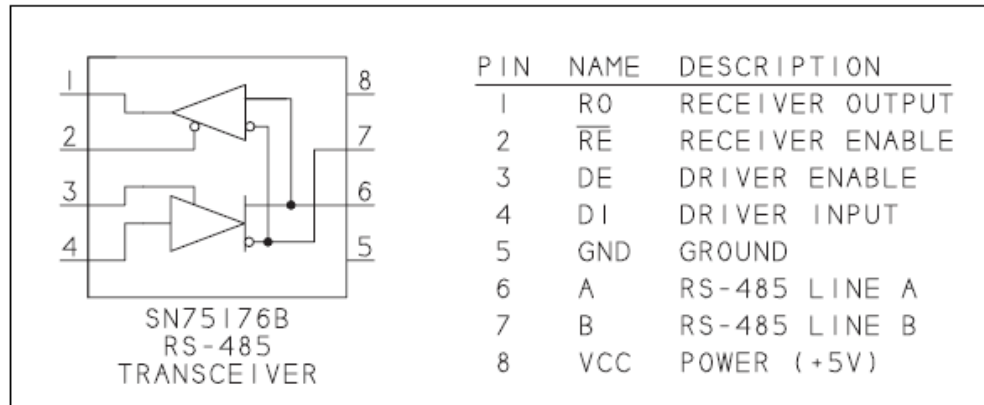 1
2
3
4
8
7
6
5
SN75176B
RS-485
TRANSCEIVER
PIN NAME DESCRIPTION
1 RO RECEIVER OUTPUT
2 R̅E̅ RECEIVER ENABLE
3 DE DRIVER ENABLE
4 DI DRIVER INPUT
5 GND GROUND
6 A RS-485 LINE A
7 B RS-485 LINE B
8 VCC POWER (+5V)